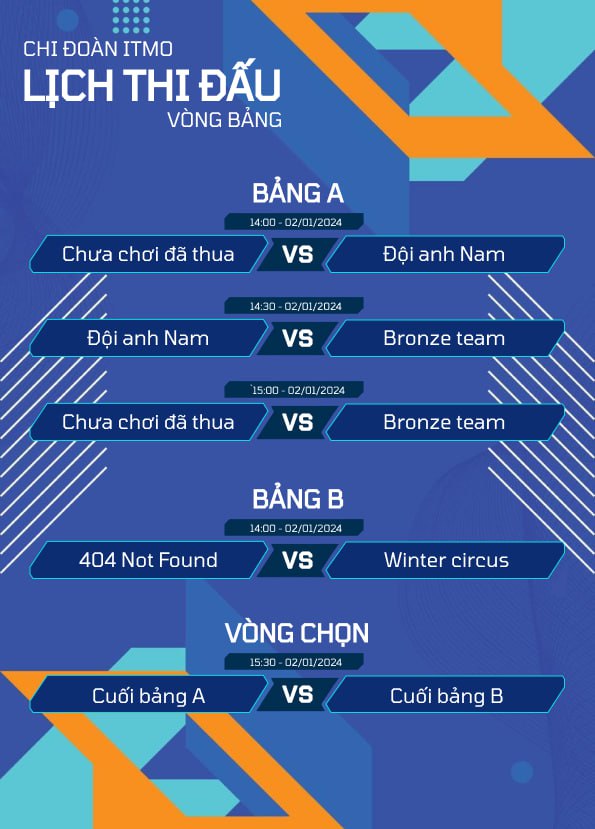 CHI ĐOÀN ITMO
LỊCH THI ĐẤU
VÒNG BẢNG
BẢNG A
14:00 - 02/01/2024
Chưa chơi đã thua VS Đội anh Nam
14:30 - 02/01/2024
Đội anh Nam VS Bronze team
`15:00 - 02/01/2024
Chưa chơi đã thua VS Bronze team
BẢNG B
14:00 - 02/01/2024
404 Not Found VS Winter circus
VÒNG CHỌN
15:30 - 02/01/2024
Cuối bảng A VS Cuối bảng B